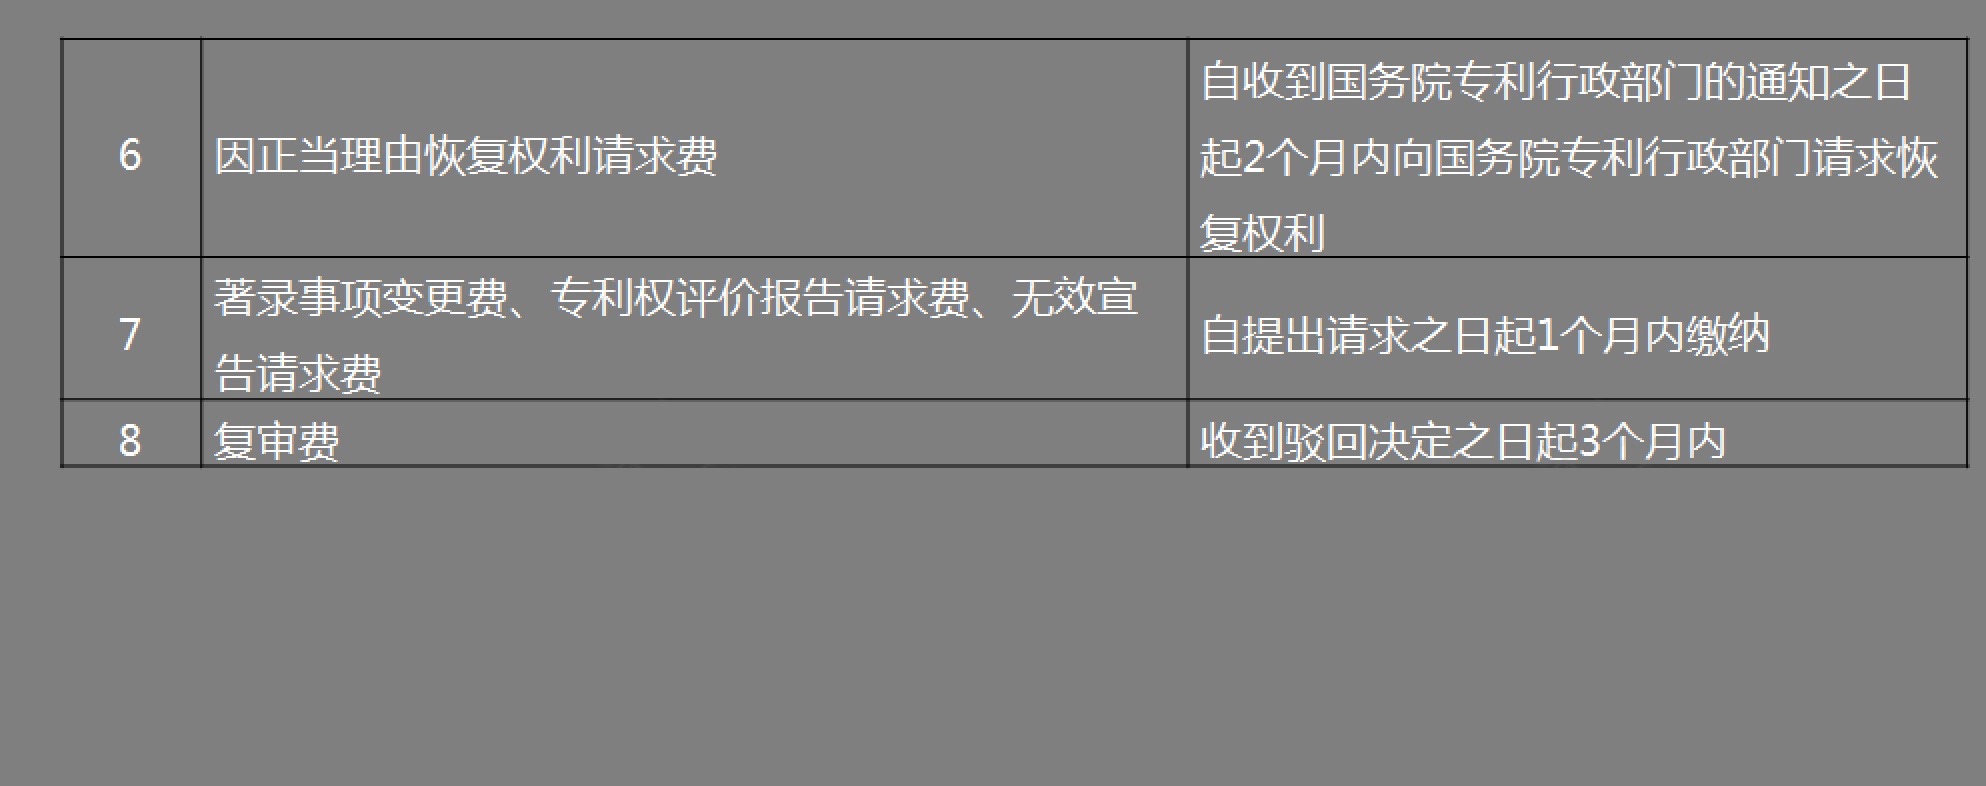 6
因正当理由恢复权利请求费
自收到国务院专利行政部门的通知之日
起2个月内向国务院专利行政部门请求恢
复权利
7
著录事项变更费、专利权评价报告请求费、无效宣
告请求费
自提出请求之日起1个月内缴纳
8
复审费
收到驳回决定之日起3个月内